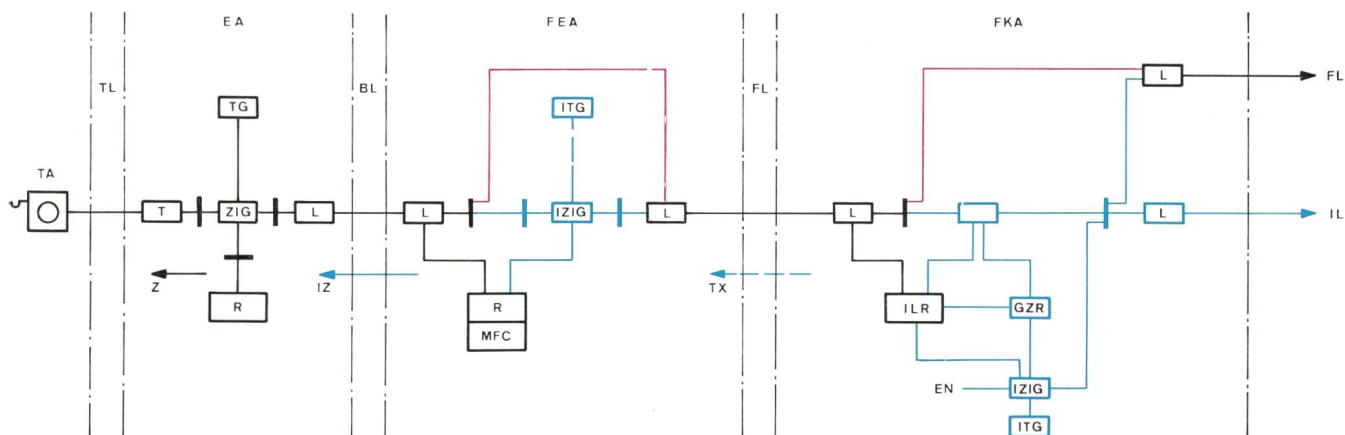 EA FEA FKA
TL BL FL
L FL
TG ITG
TA
T ZIG L L IZIG L L L IL
Z IZ TX
R R ILR GZR
MFC
EN IZIG
ITG